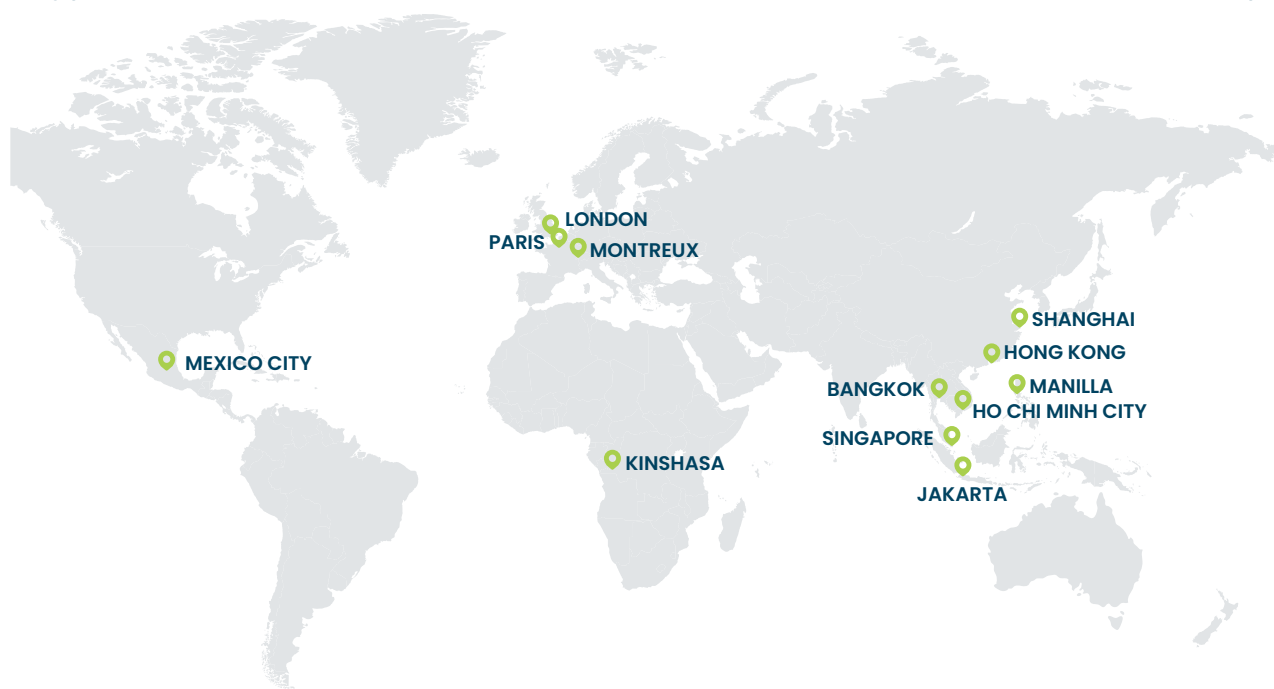 LONDON
PARIS
MONTREUX
SHANGHAI
HONG KONG
MEXICO CITY
MANILLA
BANGKOK
HO CHI MINH CITY
SINGAPORE
KINSHASA
JAKARTA